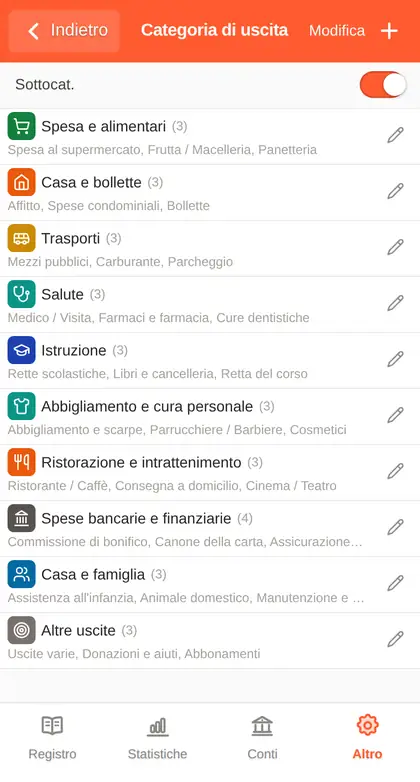 Indietro
Categoria di uscita
Modifica
Sottocat.
Spesa e alimentari (3)
Spesa al supermercato, Frutta / Macelleria, Panetteria
Casa e bollette (3)
Affitto, Spese condominiali, Bollette
Trasporti (3)
Mezzi pubblici, Carburante, Parcheggio
Salute (3)
Medico / Visita, Farmaci e farmacia, Cure dentistiche
Istruzione (3)
Rette scolastiche, Libri e cancelleria, Retta del corso
Abbigliamento e cura personale (3)
Abbigliamento e scarpe, Parrucchiere / Barbiere, Cosmetici
Ristorazione e intrattenimento (3)
Ristorante / Caffè, Consegna a domicilio, Cinema / Teatro
Spese bancarie e finanziarie (4)
Commissione di bonifico, Canone della carta, Assicurazione…
Casa e famiglia (3)
Assistenza all'infanzia, Animale domestico, Manutenzione e …
Altre uscite (3)
Uscite varie, Donazioni e aiuti, Abbonamenti
Registro
Statistiche
Conti
Altro